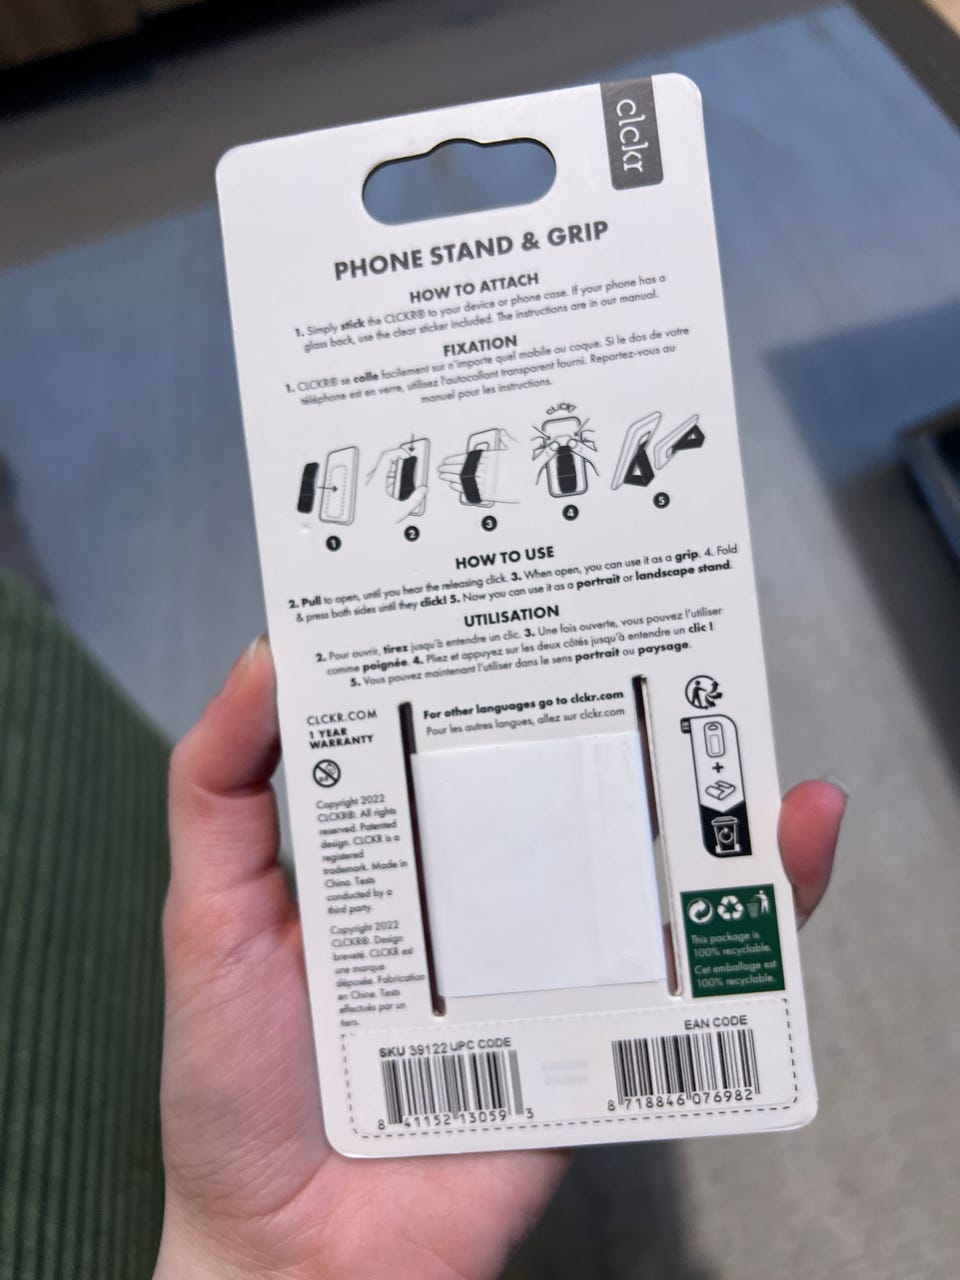 clckr
PHONE STAND & GRIP
HOW TO ATTACH
1. Simply stick the CLCKR® to your device or phone case. If your phone has a
glass back, use the clear sticker included. The instructions are in our manual.
FIXATION
1. CLCKR® se colle facilement sur n'importe quel mobile ou coque. Si le dos de votre
téléphone est en verre, utilisez l'autocollant transparent fourni. Reportez-vous au
manuel pour les instructions.
CLICK!
1
2
3
4
5
HOW TO USE
2. Pull to open, until you hear the releasing click. 3. When open, you can use it as a grip. 4. Fold
& press both sides until they click! 5. Now you can use it as a portrait or landscape stand.
UTILISATION
2. Pour ouvrir, tirez jusqu'à entendre un clic. 3. Une fois ouverte, vous pouvez l'utiliser
comme poignée. 4. Pliez et appuyez sur les deux côtés jusqu'à entendre un clic !
5. Vous pouvez maintenant l'utiliser dans le sens portrait ou paysage.
For other languages go to clckr.com
Pour les autres langues, allez sur clckr.com
CLCKR.COM
1 YEAR
WARRANTY
Copyright 2022
CLCKR®. All rights
reserved. Patented
design. CLCKR is a
registered
trademark. Made in
China. Tests
conducted by a
third party.
Copyright 2022
CLCKR®. Design
breveté. CLCKR est
une marque
déposée. Fabrication
en Chine. Tests
effectués par un
tiers.
FR
+
This package is
100% recyclable.
Cet emballage est
100% recyclable.
SKU 39122 UPC CODE
8 41152 13059 3
EAN CODE
8 718846 076982